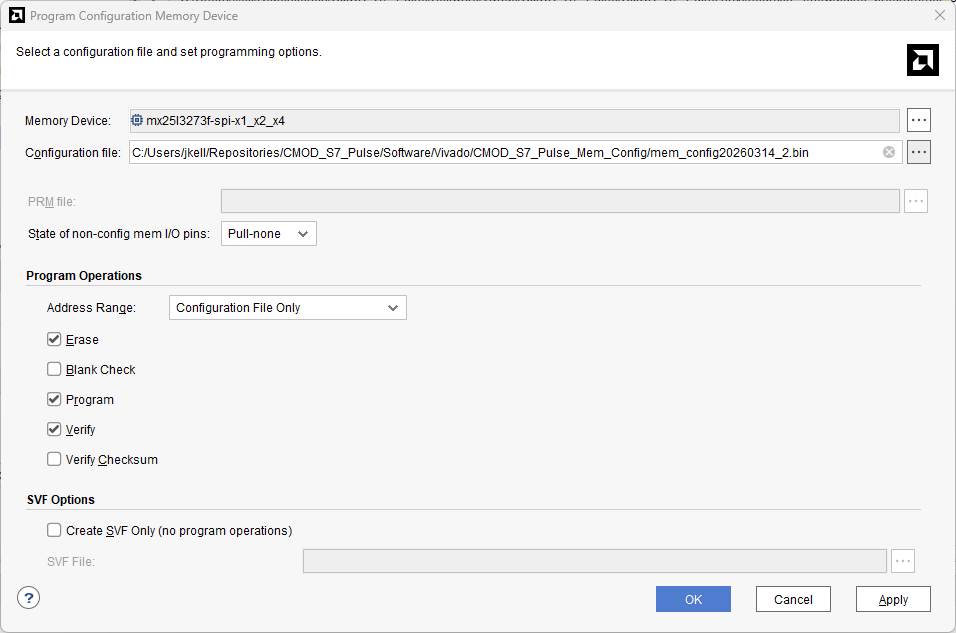 Program Configuration Memory Device
Select a configuration file and set programming options.
Memory Device: mx25l3273f-spi-x1_x2_x4 ...
Configuration file: C:/Users/jkell/Repositories/CMOD_S7_Pulse/Software/Vivado/CMOD_S7_Pulse_Mem_Config/mem_config20260314_2.bin ...
PRM file: ...
State of non-config mem I/O pins: Pull-none
Program Operations
Address Range: Configuration File Only
Erase
Blank Check
Program
Verify
Verify Checksum
SVF Options
Create SVF Only (no program operations)
SVF File: ...
? OK Cancel Apply